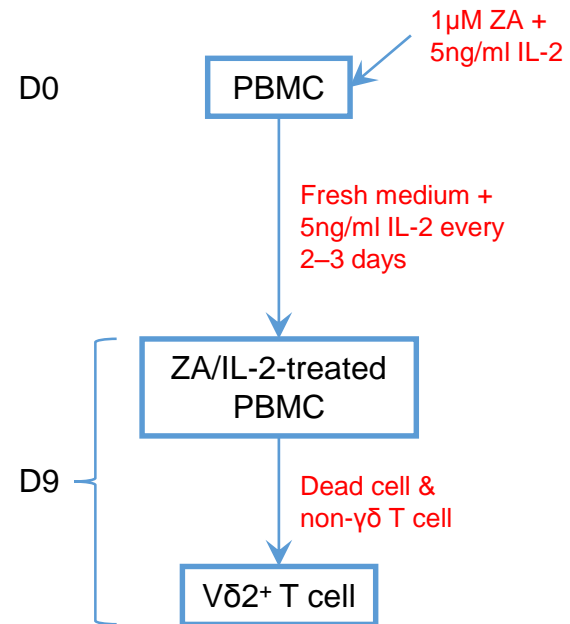 1μM ZA +
5ng/ml IL-2
D0
PBMC
Fresh medium +
5ng/ml IL-2 every
2–3 days
ZA/IL-2-treated
PBMC
D9
Dead cell &
non-γδ T cell
Vδ2⁺ T cell